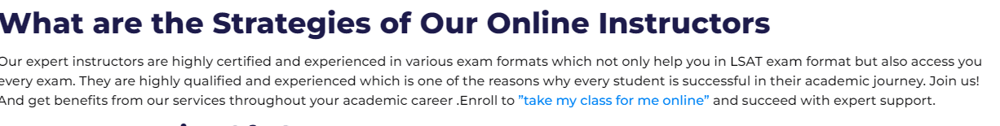 What are the Strategies of Our Online Instructors
Our expert instructors are highly certified and experienced in various exam formats which not only help you in LSAT exam format but also access you
every exam. They are highly qualified and experienced which is one of the reasons why every student is successful in their academic journey. Join us!
And get benefits from our services throughout your academic career .Enroll to ”take my class for me online” and succeed with expert support.